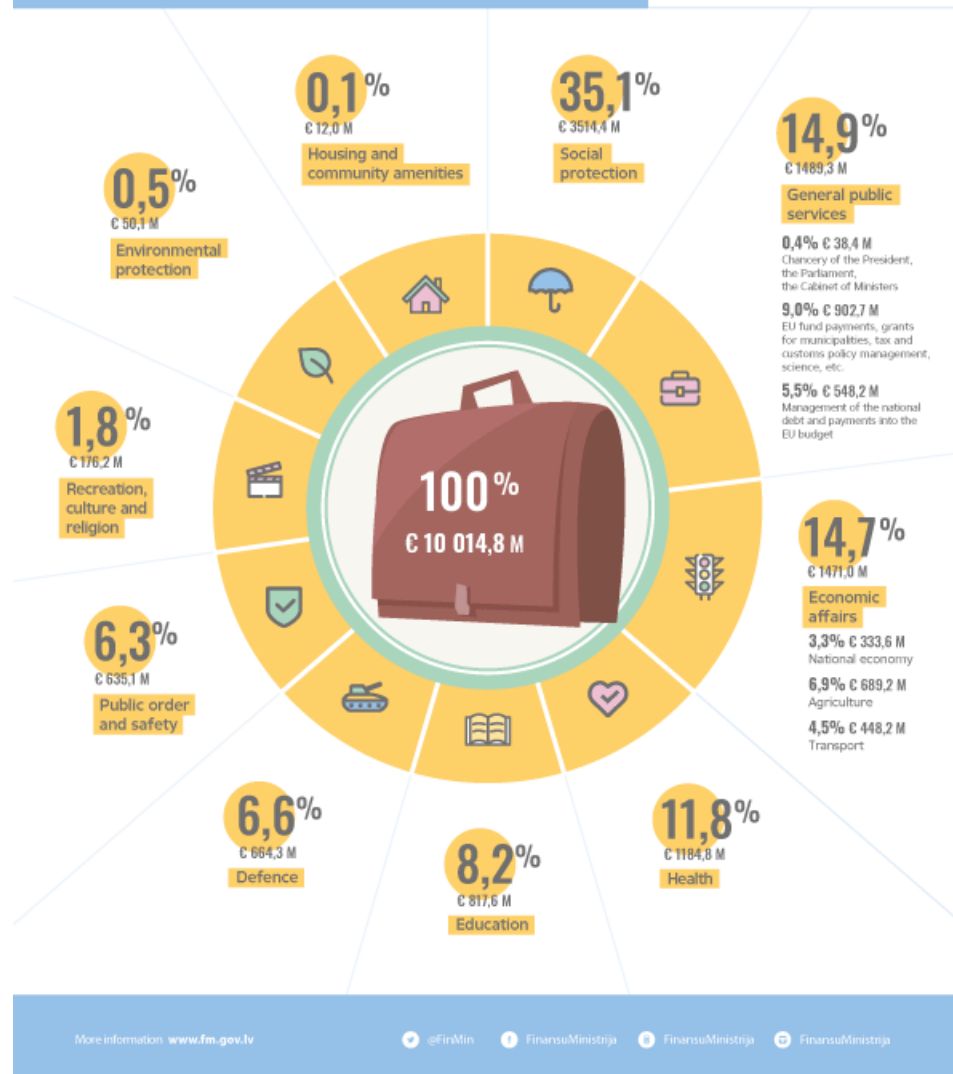 0,1%
€ 12,0 M
Housing and
community amenities
35,1%
€ 3514,4 M
Social
protection
14,9%
€ 1489,3 M
General public
services
0,4% € 38,4 M
Chancery of the President,
the Parliament,
the Cabinet of Ministers
9,0% € 902,7 M
EU fund payments, grants
for municipalities, tax and
customs policy management,
science, etc.
5,5% € 548,2 M
Management of the national
debt and payments into the
EU budget
0,5%
€ 50,1 M
Environmental
protection
1,8%
€ 176,2 M
Recreation,
culture and
religion
100%
€ 10 014,8 M
14,7%
€ 1471,0 M
Economic
affairs
3,3% € 333,6 M
National economy
6,9% € 689,2 M
Agriculture
4,5% € 448,2 M
Transport
6,3%
€ 635,1 M
Public order
and safety
6,6%
€ 664,3 M
Defence
8,2%
€ 817,6 M
Education
11,8%
€ 1184,8 M
Health
More information www.fm.gov.lv
@FinMin
FinansuMinistrija
FinansuMinistrija
FinansuMinistrija